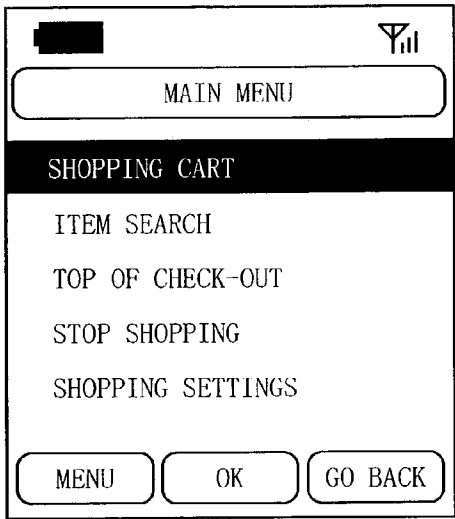 MAIN MENU
SHOPPING CART
ITEM SEARCH
TOP OF CHECK-OUT
STOP SHOPPING
SHOPPING SETTINGS
MENU OK GO BACK